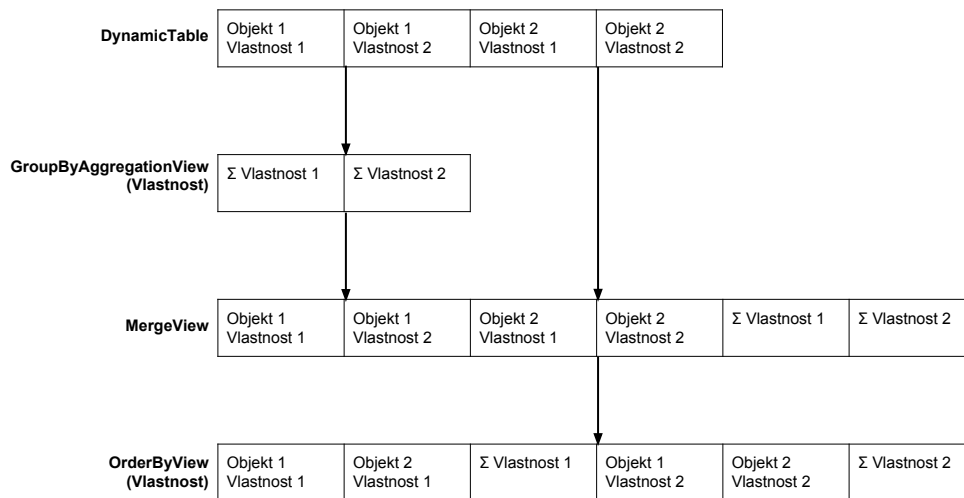 DynamicTable
Objekt 1
Vlastnost 1
Objekt 1
Vlastnost 2
Objekt 2
Vlastnost 1
Objekt 2
Vlastnost 2
GroupByAggregationView
(Vlastnost)
Σ Vlastnost 1
Σ Vlastnost 2
MergeView
Objekt 1
Vlastnost 1
Objekt 1
Vlastnost 2
Objekt 2
Vlastnost 1
Objekt 2
Vlastnost 2
Σ Vlastnost 1
Σ Vlastnost 2
OrderByView
(Vlastnost)
Objekt 1
Vlastnost 1
Objekt 2
Vlastnost 1
Σ Vlastnost 1
Objekt 1
Vlastnost 2
Objekt 2
Vlastnost 2
Σ Vlastnost 2